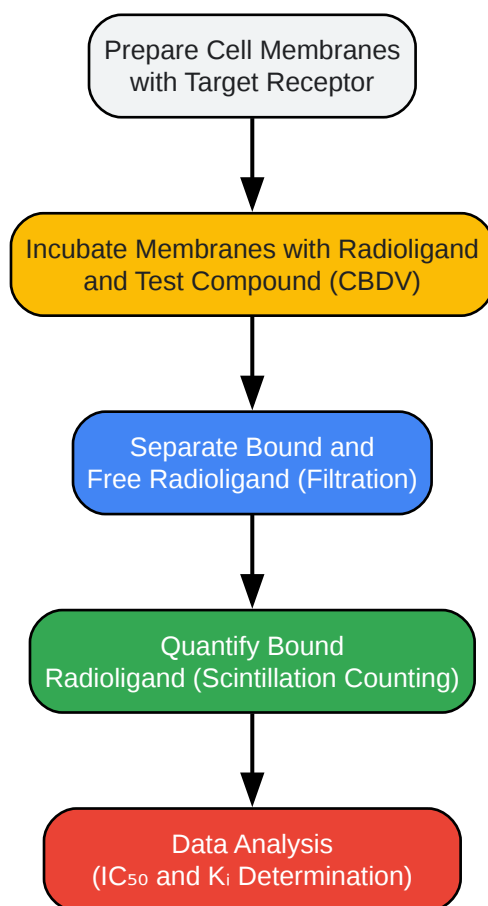 Prepare Cell Membranes
with Target Receptor
Incubate Membranes with Radioligand
and Test Compound (CBDV)
Separate Bound and
Free Radioligand (Filtration)
Quantify Bound
Radioligand (Scintillation Counting)
Data Analysis
(IC₅₀ and Kᵢ Determination)